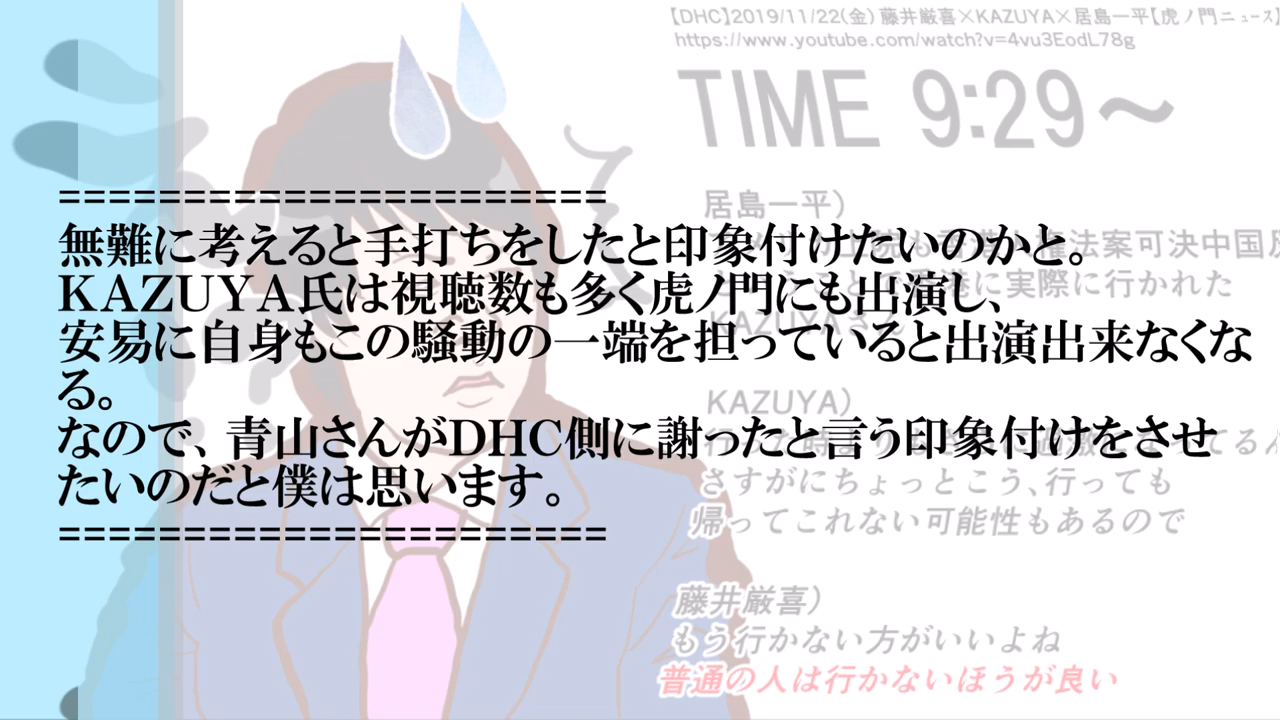 【DHC】2019/11/22(金) 藤井厳喜×KAZUYA×居島一平【虎ノ門ニュース】
https://www.youtube.com/watch?v=4vu3EodL78g
TIME 9:29～
======================
無難に考えると手打ちをしたと印象付けたいのかと。
KAZUYA氏は視聴数も多く虎ノ門にも出演し、
安易に自身もこの騒動の一端を担っていると出演出来なくな
る。
なので、青山さんがDHC側に謝ったと言う印象付けをさせ
たいのだと僕は思います。
======================
居島一平）
法案可決中国
に実際に行かれた
KAZUYAさん
KAZUYA）
さすがにちょっとこう、行っても
帰ってこれない可能性もあるので
藤井厳喜）
もう行かない方がいいよね
普通の人は行かないほうが良い